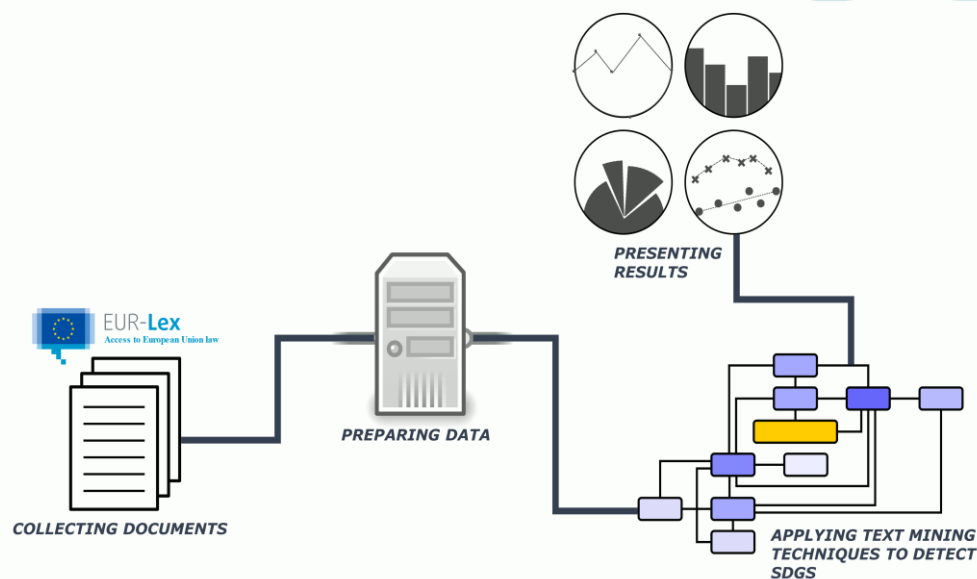 PRESENTING
RESULTS
EUR-Lex
Access to European Union law
PREPARING DATA
COLLECTING DOCUMENTS
APPLYING TEXT MINING
TECHNIQUES TO DETECT
SDGS